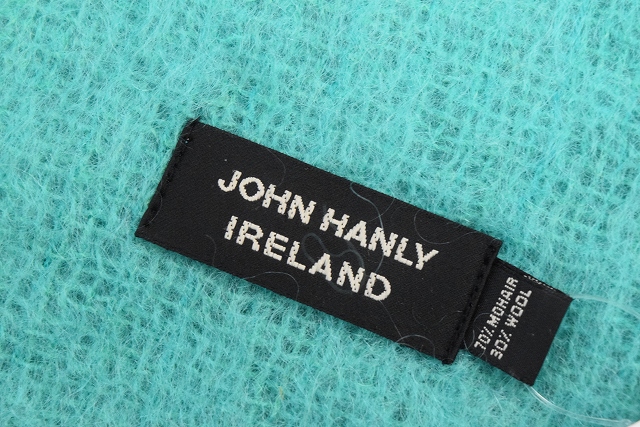 JOHN HANLY
IRELAND
70% MOHAIR
30% WOOL